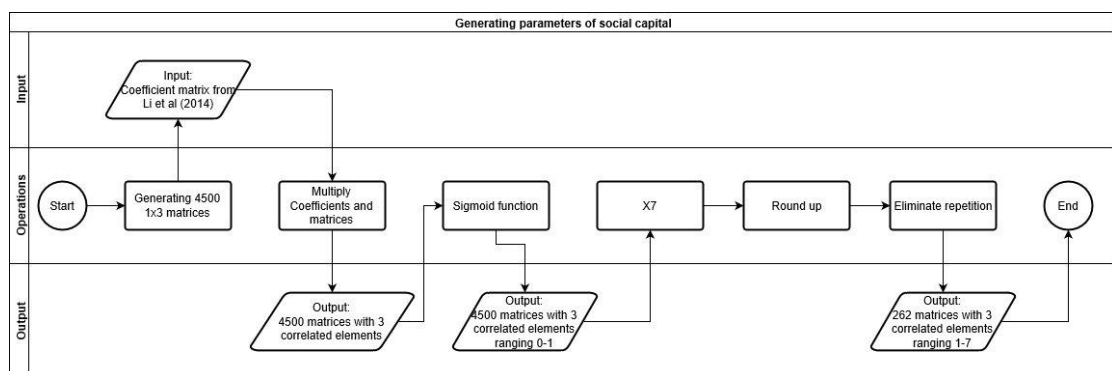 Generating parameters of social capital
Input
Input:
Coefficient matrix from
Li et al (2014)
Operations
Start
Generating 4500
1x3 matrices
Multiply
Coefficients and
matrices
Sigmoid function
X7
Round up
Eliminate repetition
End
Output
Output:
4500 matrices with 3
correlated elements
Output:
4500 matrices with 3
correlated elements
ranging 0-1
Output:
262 matrices with 3
correlated elements
ranging 1-7